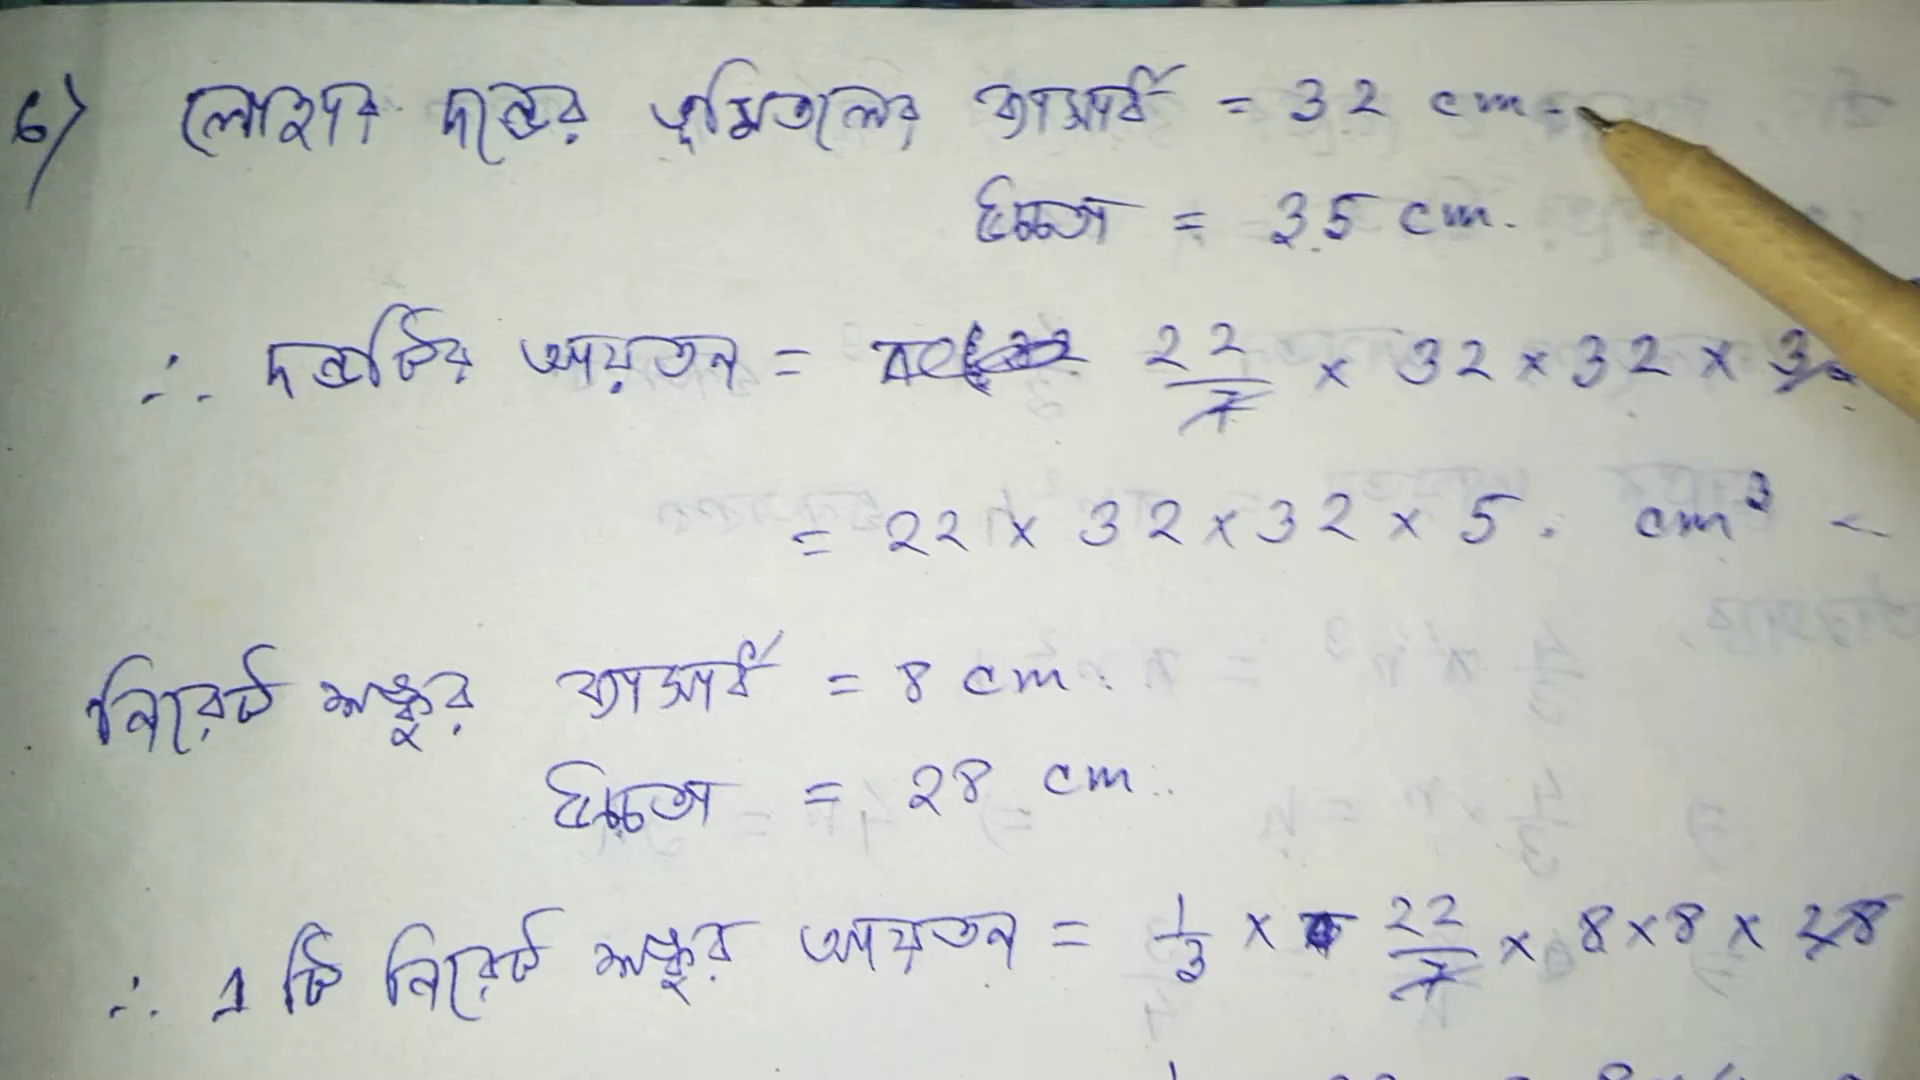 6) লোহার দন্ডের ভূমিতলের ব্যাসার্ধ = 32 cm.
উচ্চতা = 35 cm.
∴ দন্ডটির আয়তন = 22/7 × 32 × 32 × 35
= 22 × 32 × 32 × 5 . cm³
নিরেট শঙ্কুর ব্যাসার্ধ = 8 cm.
উচ্চতা = 28 cm.
∴ 1 টি নিরেট শঙ্কুর আয়তন = 1/3 × 22/7 × 8 × 8 × 28